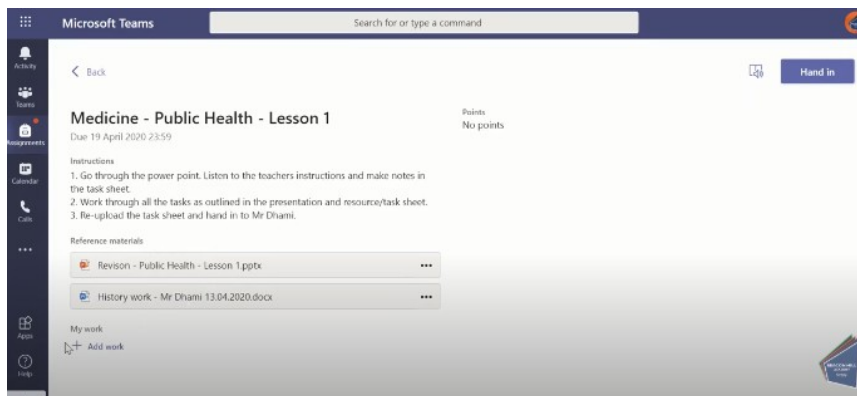 Microsoft Teams
Search for or type a command
Activity
Back
Hand in
Teams
Medicine - Public Health - Lesson 1
Points
No points
Due 19 April 2020 23:59
Assignments
Instructions
1. Go through the power point. Listen to the teachers instructions and make notes in
the task sheet.
2. Work through all the tasks as outlined in the presentation and resource/task sheet.
3. Re-upload the task sheet and hand in to Mr Dhami.
Calendar
Calls
Reference materials
Revison - Public Health - Lesson 1.pptx
History work - Mr Dhami 13.04.2020.docx
My work
Add work
Apps
Help